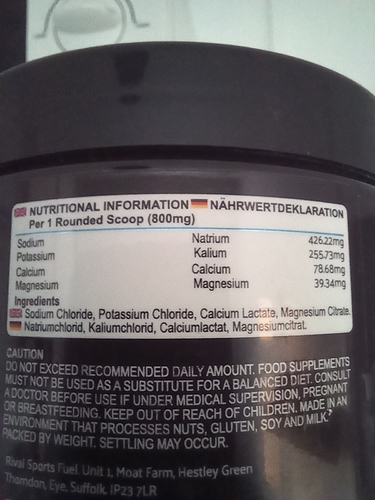 NUTRITIONAL INFORMATION NÄHRWERTDEKLARATION
Per 1 Rounded Scoop (800mg)
Sodium Natrium 426.22mg
Potassium Kalium 255.73mg
Calcium Calcium 78.68mg
Magnesium Magnesium 39.34mg
Ingredients
Sodium Chloride, Potassium Chloride, Calcium Lactate, Magnesium Citrate.
Natriumchlorid, Kaliumchlorid, Calciumlactat, Magnesiumcitrat.
CAUTION
DO NOT EXCEED RECOMMENDED DAILY AMOUNT. FOOD SUPPLEMENTS
MUST NOT BE USED AS A SUBSTITUTE FOR A BALANCED DIET. CONSULT
A DOCTOR BEFORE USE IF UNDER MEDICAL SUPERVISION, PREGNANT
OR BREASTFEEDING. KEEP OUT OF REACH OF CHILDREN. MADE IN AN
ENVIRONMENT THAT PROCESSES NUTS, GLUTEN, SOY AND MILK.
PACKED BY WEIGHT. SETTLING MAY OCCUR.
Rival Sports Fuel. Unit 1, Moat Farm, Hestley Green
Thorndon, Eye, Suffolk, IP23 7LR